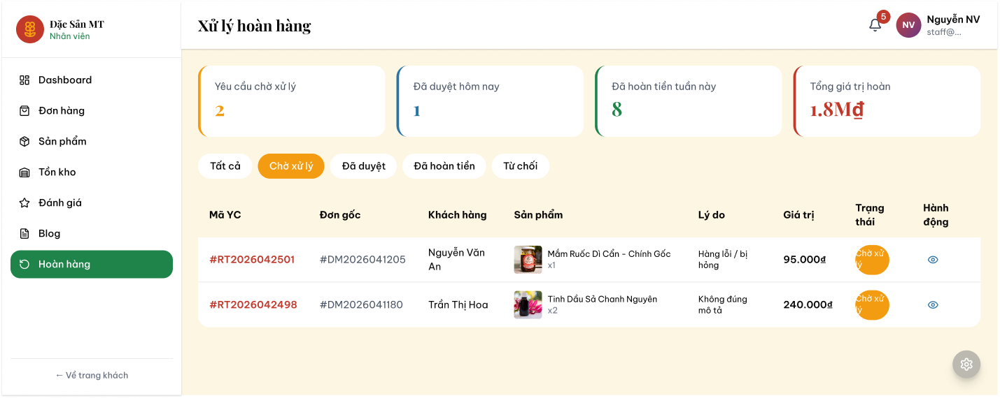 Đặc Sản MT
Nhân viên
Dashboard
Đơn hàng
Sản phẩm
Tồn kho
Đánh giá
Blog
Hoàn hàng
← Về trang khách
Xử lý hoàn hàng
5
NV
Nguyễn NV
staff@...
Yêu cầu chờ xử lý
2
Đã duyệt hôm nay
1
Đã hoàn tiền tuần này
8
Tổng giá trị hoàn
1.8M₫
Tất cả
Chờ xử lý
Đã duyệt
Đã hoàn tiền
Từ chối
Mã YC
Đơn gốc
Khách hàng
Sản phẩm
Lý do
Giá trị
Trạng
thái
Hành
động
#RT2026042501
#DM2026041205
Nguyễn Văn
An
Mắm Ruốc Dì Cẩn - Chính Gốc
x1
Hàng lỗi / bị
hỏng
95.000₫
Chờ xử
lý
#RT2026042498
#DM2026041180
Trần Thị Hoa
Tinh Dầu Sả Chanh Nguyên
x2
Không đúng
mô tả
240.000₫
Chờ xử
lý